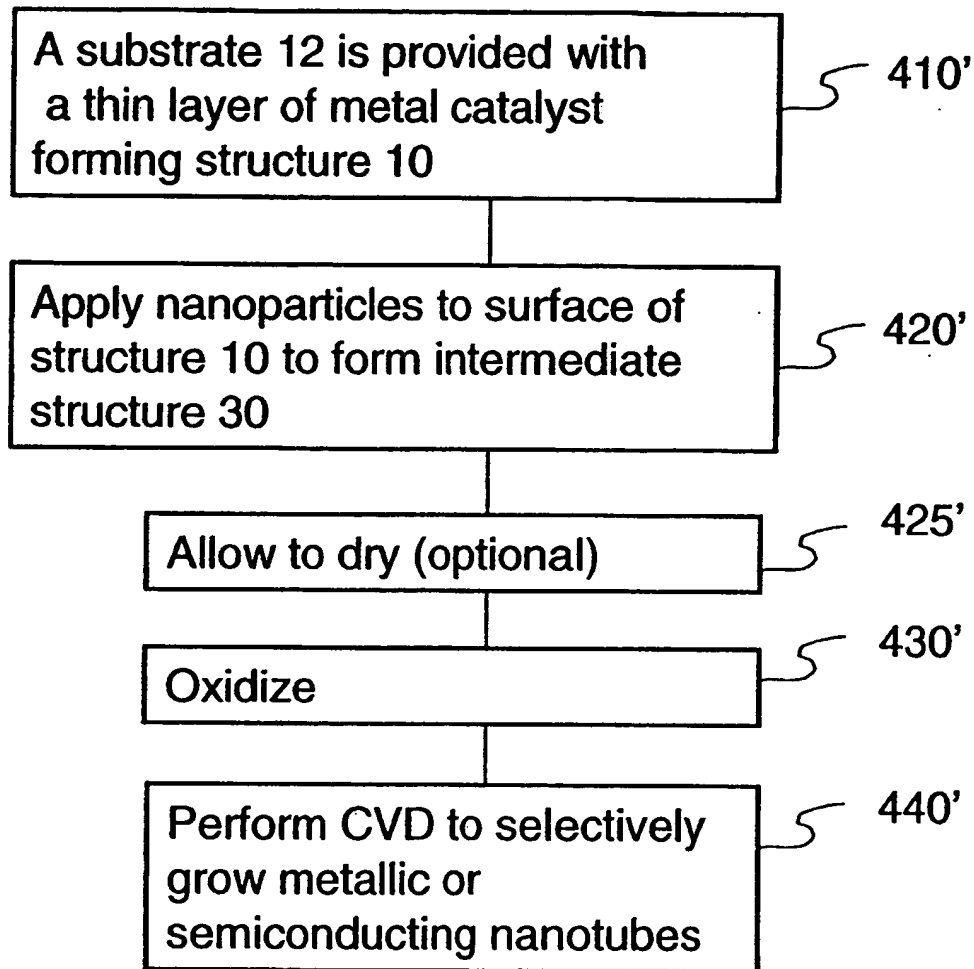 A substrate 12 is provided with
a thin layer of metal catalyst
forming structure 10
410’
Apply nanoparticles to surface of
structure 10 to form intermediate
structure 30
420’
Allow to dry (optional)
425’
Oxidize
430’
Perform CVD to selectively
grow metallic or
semiconducting nanotubes
440’